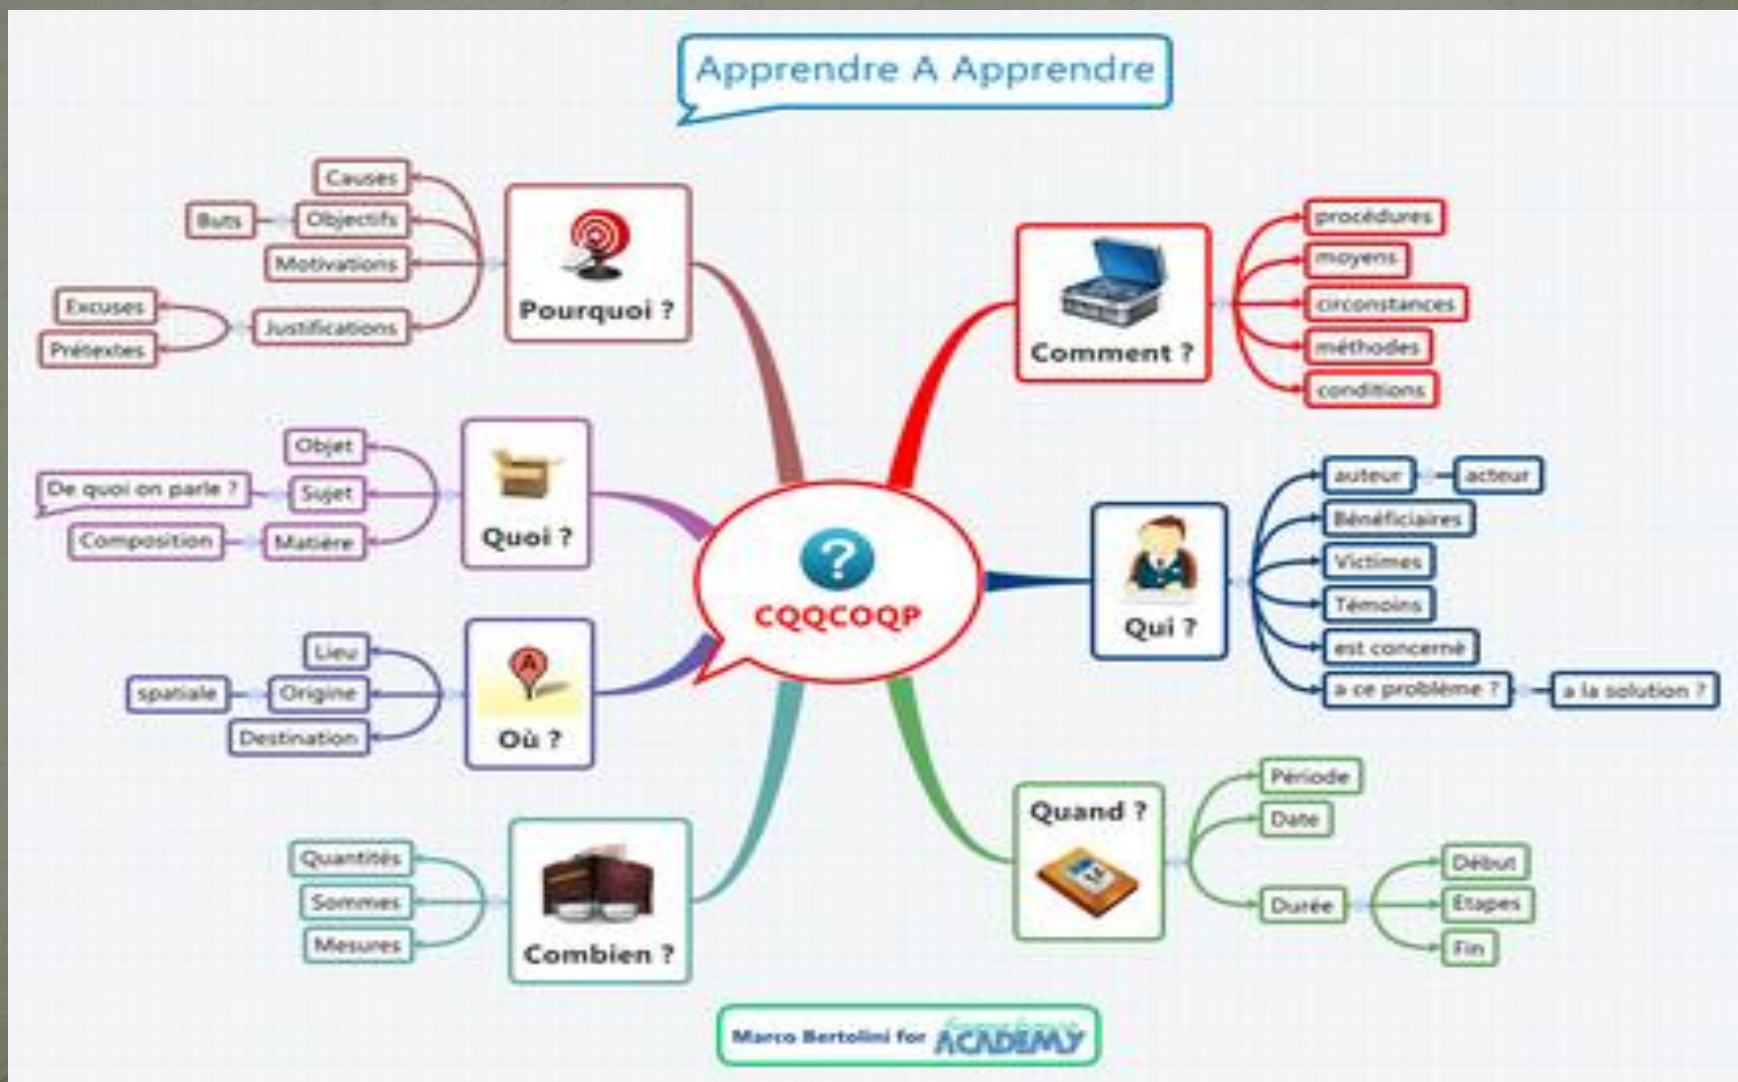 Apprendre A Apprendre
Causes
Buts
Objectifs
Motivations
Excuses
Prétextes
Justifications
Pourquoi ?
Comment ?
procédures
moyens
circonstances
méthodes
conditions
Objet
De quoi on parle ?
Sujet
Composition
Matière
Quoi ?
?
CQQCOQP
Qui ?
auteur
acteur
Bénéficiaires
Victimes
Témoins
est concerné
a ce problème ?
a la solution ?
Lieu
spatiale
Origine
Destination
A
Où ?
Quand ?
Période
Date
Durée
Début
Etapes
Fin
Quantités
Sommes
Mesures
Combien ?
Marco Bertolini for
ACADEMY